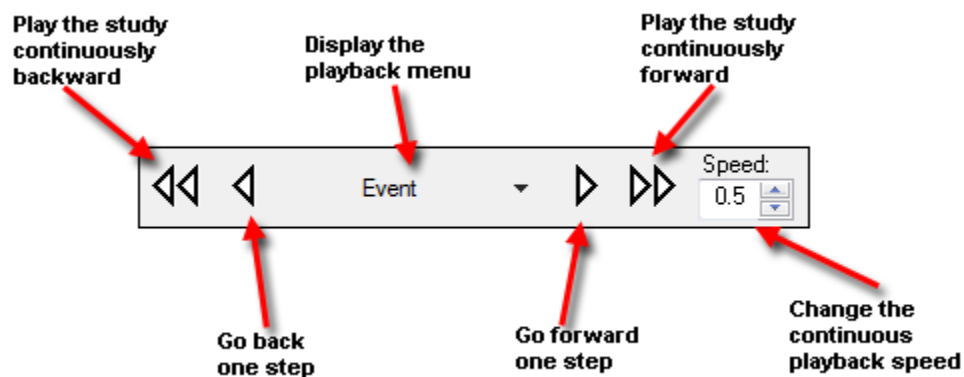 Play the study
continuously
backward
Display the
playback menu
Play the study
continuously
forward
Event
Speed:
0.5
Go back
one step
Go forward
one step
Change the
continuous
playback speed